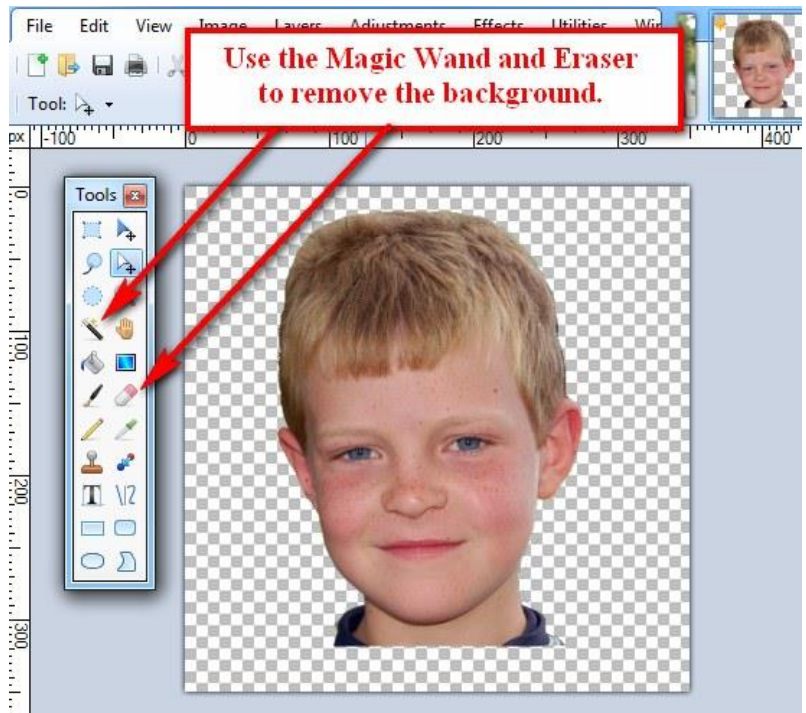 File Edit View Image Layers Adjustments Effects Utilities
Use the Magic Wand and Eraser
to remove the background.
Tool:
px -100 0 100 200 300 400
Tools
0
100
200
300